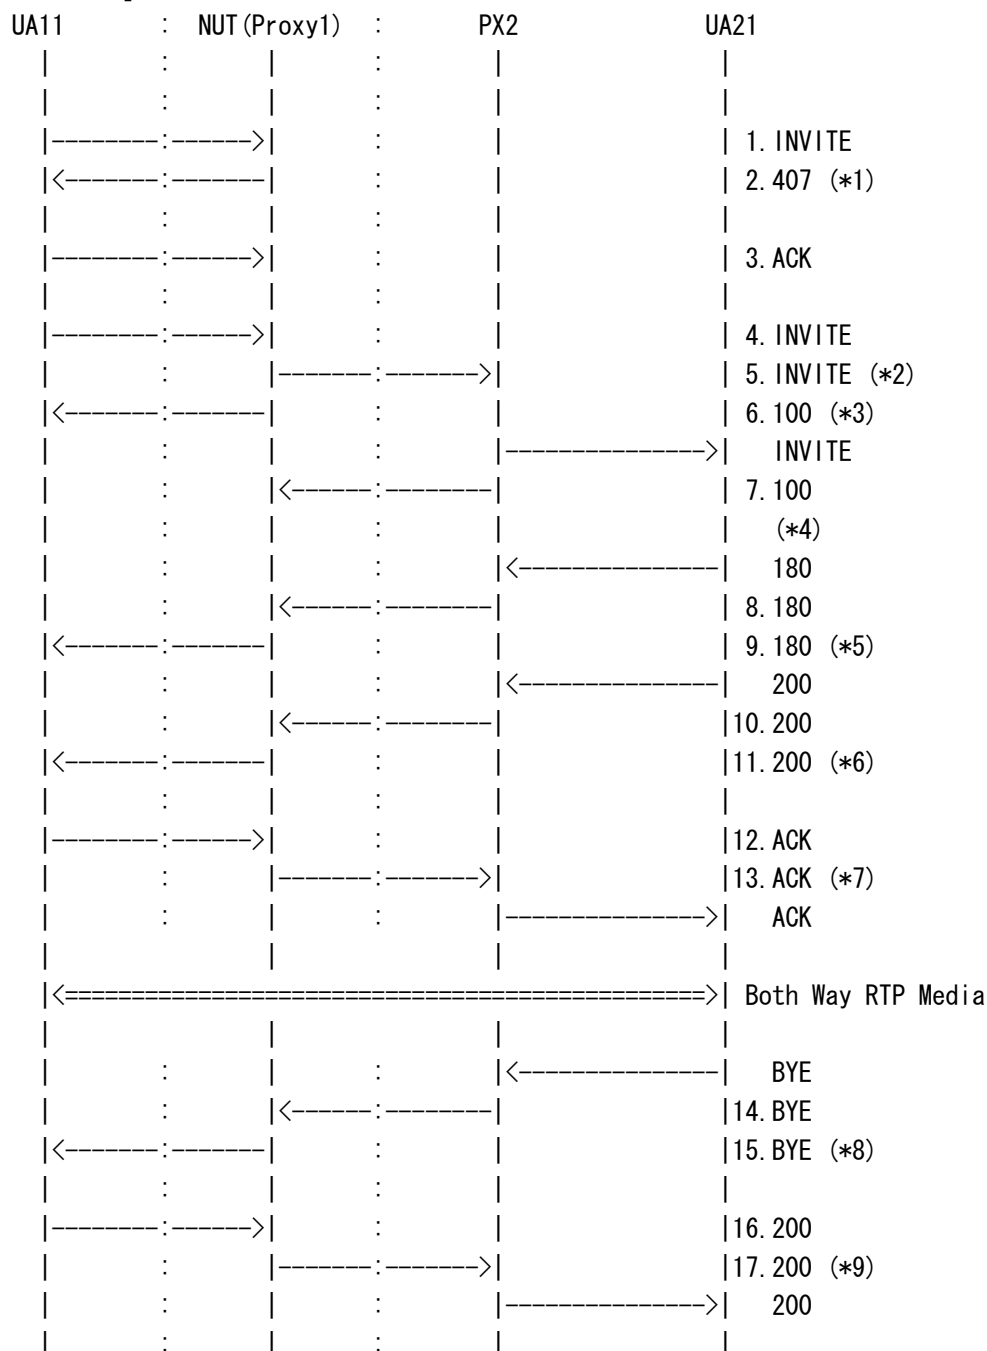 UA11 : NUT(Proxy1) : PX2 UA21
| : | : | |
| : | : | |
|--------:------>| : | | 1.INVITE
|<-------:-------| : | | 2.407 (*1)
| : | : | |
|--------:------>| : | | 3.ACK
| : | : | |
|--------:------>| : | | 4.INVITE
| : |-------:------->| | 5.INVITE (*2)
|<-------:-------| : | | 6.100 (*3)
| : | : |--------------->| INVITE
| : |<------:--------| | 7.100
| : | : | | (*4)
| : | : |<---------------| 180
| : |<------:--------| | 8.180
|<-------:-------| : | | 9.180 (*5)
| : | : |<---------------| 200
| : |<------:--------| |10.200
|<-------:-------| : | |11.200 (*6)
| : | : | |
|--------:------>| : | |12.ACK
| : |-------:------->| |13.ACK (*7)
| : | : |--------------->| ACK
| | | |
|<================================================>| Both Way RTP Media
| | | |
| : | : |<---------------| BYE
| : |<------:--------| |14.BYE
|<-------:-------| : | |15.BYE (*8)
| : | : | |
|--------:------>| : | |16.200
| : |-------:------->| |17.200 (*9)
| : | : |--------------->| 200
| : | : | |